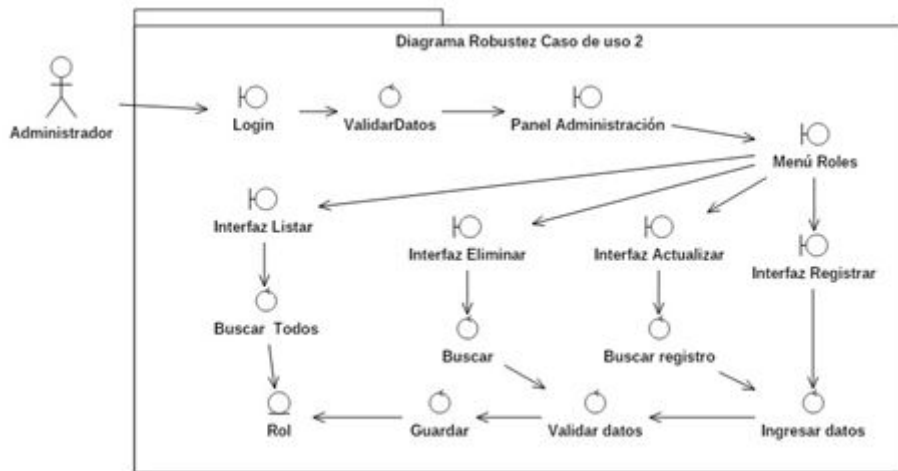 Diagrama Robustez Caso de uso 2
Administrador
Login
ValidarDatos
Panel Administración
Menú Roles
Interfaz Listar
Interfaz Eliminar
Interfaz Actualizar
Interfaz Registrar
Buscar Todos
Buscar
Buscar registro
Rol
Guardar
Validar datos
Ingresar datos